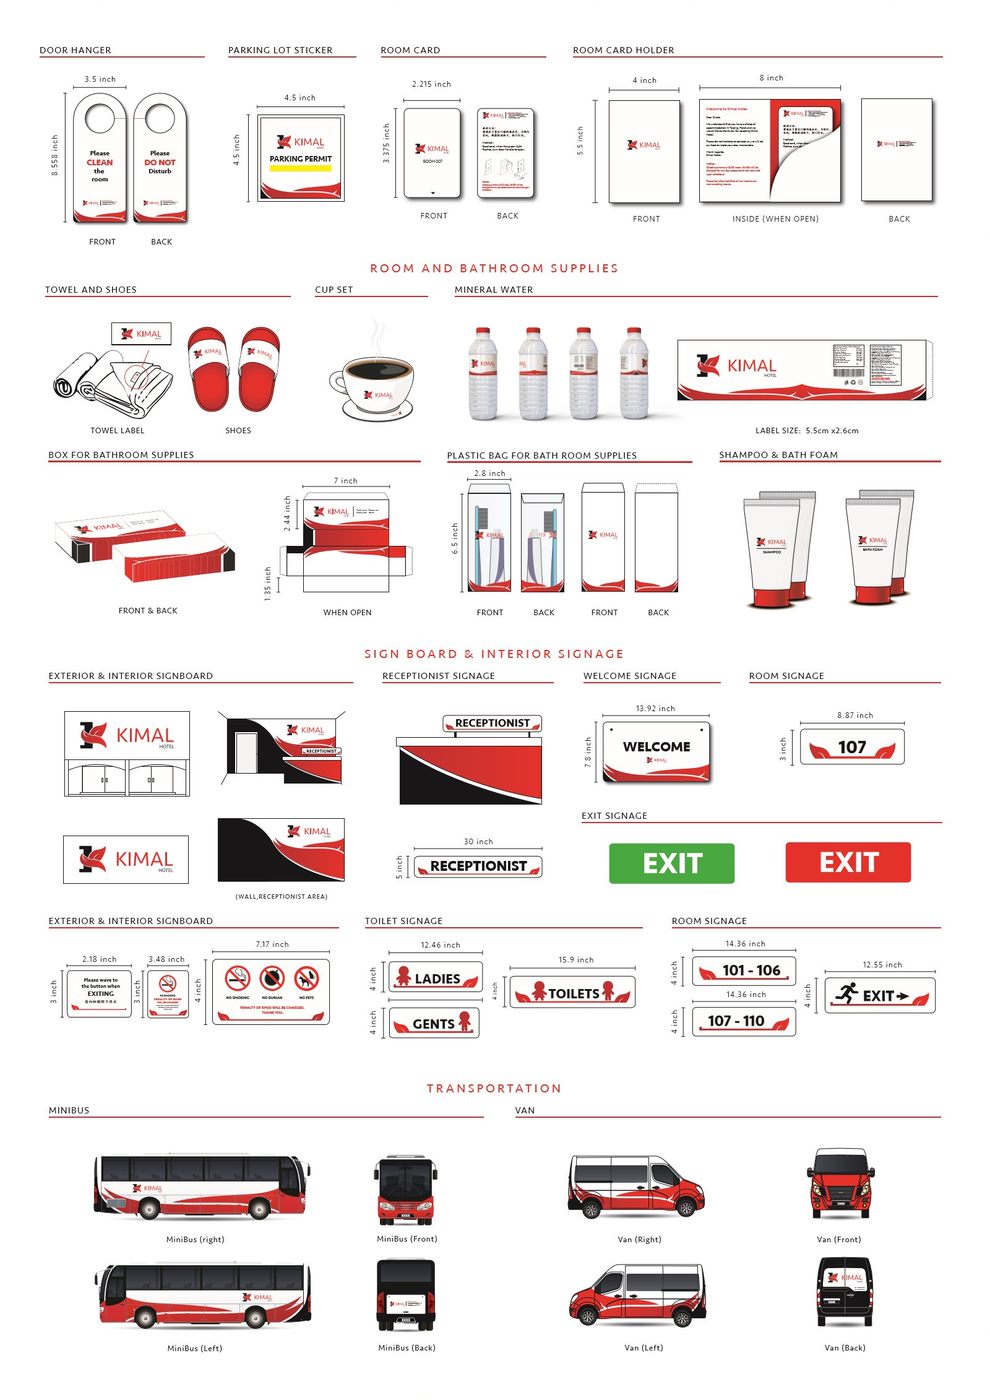 DOOR HANGER
PARKING LOT STICKER
ROOM CARD
ROOM CARD HOLDER
3.5 inch
8.558 inch
Please
CLEAN
the
room
Please
DO NOT
Disturb
FRONT
BACK
4.5 inch
4.5 inch
KIMAL
PARKING PERMIT
2.215 inch
3.375 inch
KIMAL
ROOM 007
FRONT
BACK
4 inch
8 inch
5.5 inch
KIMAL
FRONT
INSIDE (WHEN OPEN)
BACK
ROOM AND BATHROOM SUPPLIES
TOWEL AND SHOES
CUP SET
MINERAL WATER
KIMAL
KIMAL
KIMAL
TOWEL LABEL
SHOES
KIMAL
KIMAL
KIMAL
HOTEL
LABEL SIZE: 5.5cm x2.6cm
BOX FOR BATHROOM SUPPLIES
PLASTIC BAG FOR BATH ROOM SUPPLIES
SHAMPOO & BATH FOAM
KIMAL
FRONT & BACK
7 inch
2.44 inch
1.35 inch
KIMAL
WHEN OPEN
2.8 inch
6.5 inch
KIMAL
KIMAL
FRONT
BACK
FRONT
BACK
KIMAL
SHAMPOO
KIMAL
BATH FOAM
SIGN BOARD & INTERIOR SIGNAGE
EXTERIOR & INTERIOR SIGNBOARD
RECEPTIONIST SIGNAGE
WELCOME SIGNAGE
ROOM SIGNAGE
KIMAL
HOTEL
KIMAL
RECEPTIONIST
RECEPTIONIST
13.92 inch
7.8 inch
WELCOME
KIMAL
8.87 inch
3 inch
107
EXIT SIGNAGE
KIMAL
HOTEL
KIMAL
(WALL,RECEPTIONIST AREA)
30 inch
5 inch
RECEPTIONIST
EXIT
EXIT
EXTERIOR & INTERIOR SIGNBOARD
TOILET SIGNAGE
ROOM SIGNAGE
2.18 inch
3 inch
Please wave to
the button when
EXITING
3.48 inch
3 inch
7.17 inch
4 inch
NO SMOKING
NO DURIAN
NO PETS
PENALTY OF RM50 WILL BE CHARGED.
THANK YOU.
12.46 inch
4 inch
LADIES
4 inch
GENTS
15.9 inch
4 inch
TOILETS
14.36 inch
4 inch
101 - 106
14.36 inch
4 inch
107 - 110
12.55 inch
4 inch
EXIT
TRANSPORTATION
MINIBUS
VAN
KIMAL
MiniBus (right)
MiniBus (Front)
Van (Right)
Van (Front)
KIMAL
KIMAL
MiniBus (Left)
MiniBus (Back)
Van (Left)
Van (Back)